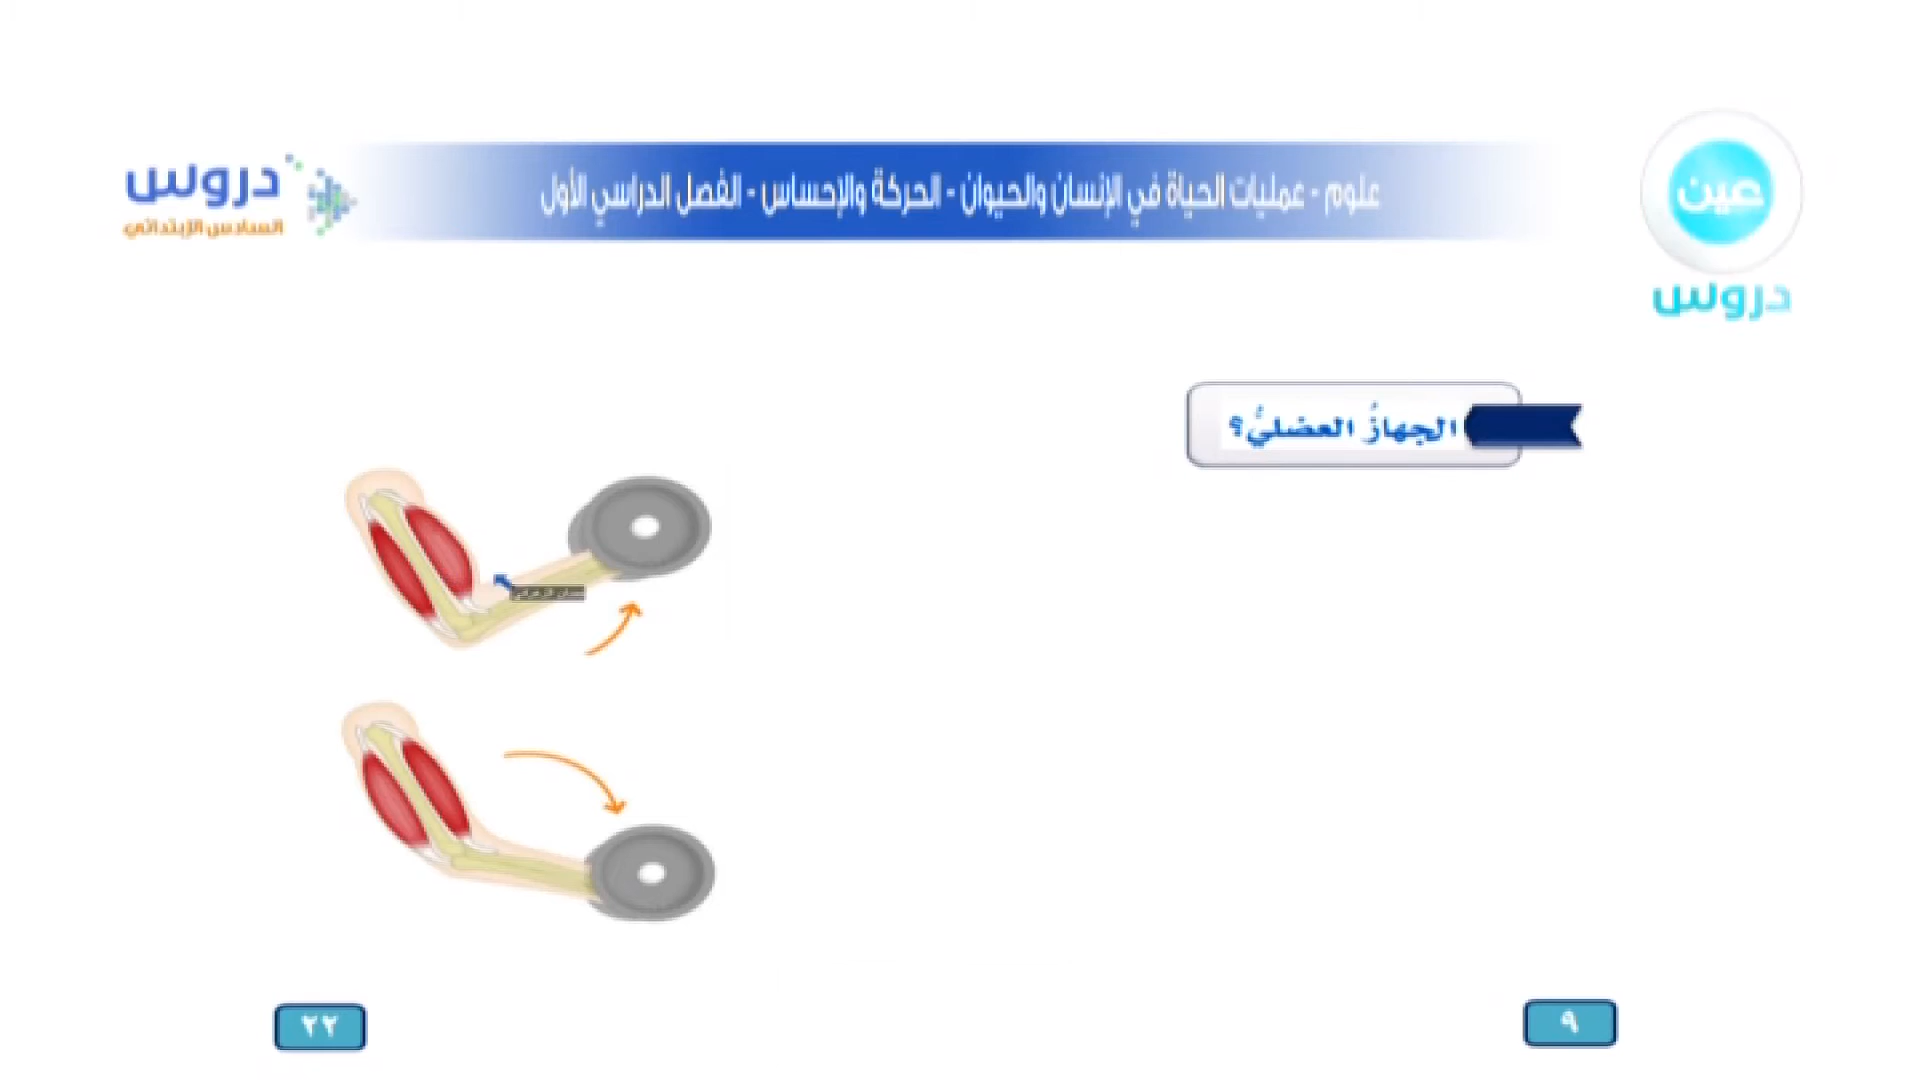 دروس
السادس الإبتدائي
علوم - عمليات الحياة في الإنسان والحيوان - الحركة والإحساس - الفصل الدراسي الأول
عين
دروس
الجهازُ العضليُّ؟
٢٢
٩